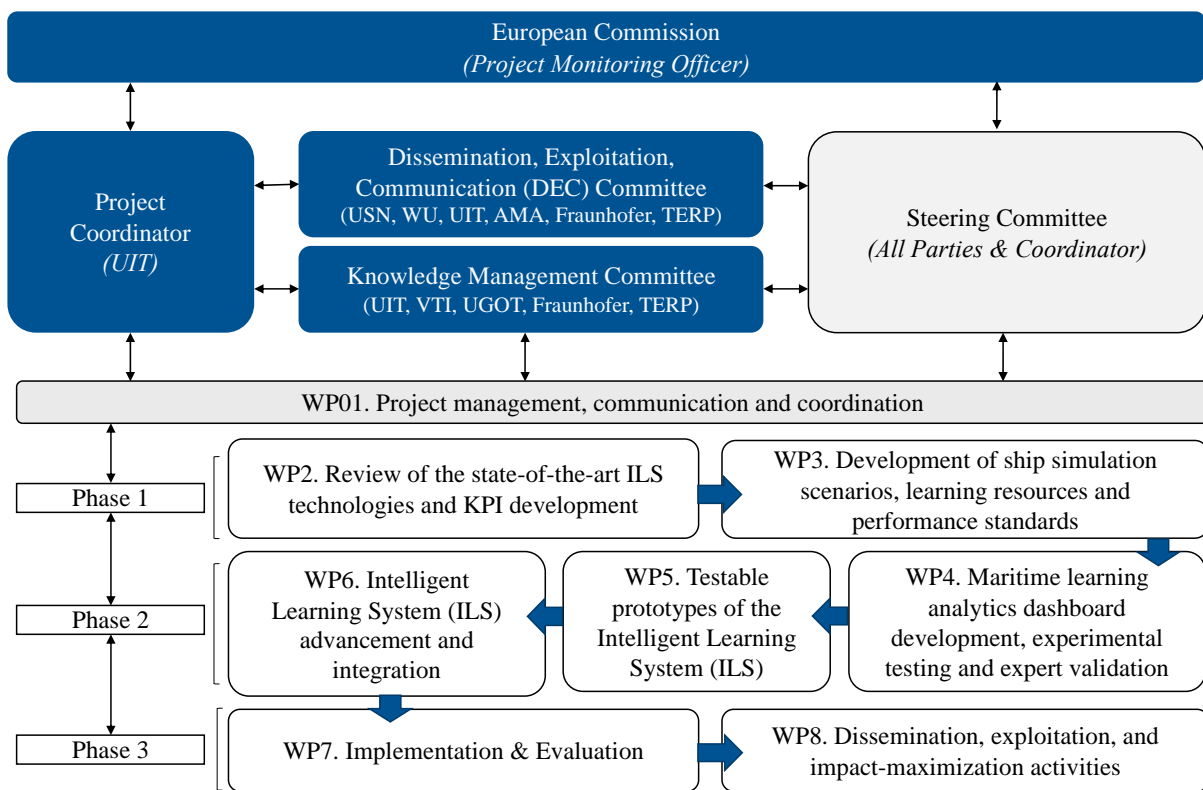 European Commission
(Project Monitoring Officer)
Project
Coordinator
(UIT)
Dissemination, Exploitation,
Communication (DEC) Committee
(USN, WU, UIT, AMA, Fraunhofer, TERP)
Knowledge Management Committee
(UIT, VTI, UGOT, Fraunhofer, TERP)
Steering Committee
(All Parties & Coordinator)
WP01. Project management, communication and coordination
Phase 1
WP2. Review of the state-of-the-art ILS
technologies and KPI development
WP3. Development of ship simulation
scenarios, learning resources and
performance standards
Phase 2
WP6. Intelligent
Learning System (ILS)
advancement and
integration
WP5. Testable
prototypes of the
Intelligent Learning
System (ILS)
WP4. Maritime learning
analytics dashboard
development, experimental
testing and expert validation
Phase 3
WP7. Implementation & Evaluation
WP8. Dissemination, exploitation, and
impact-maximization activities